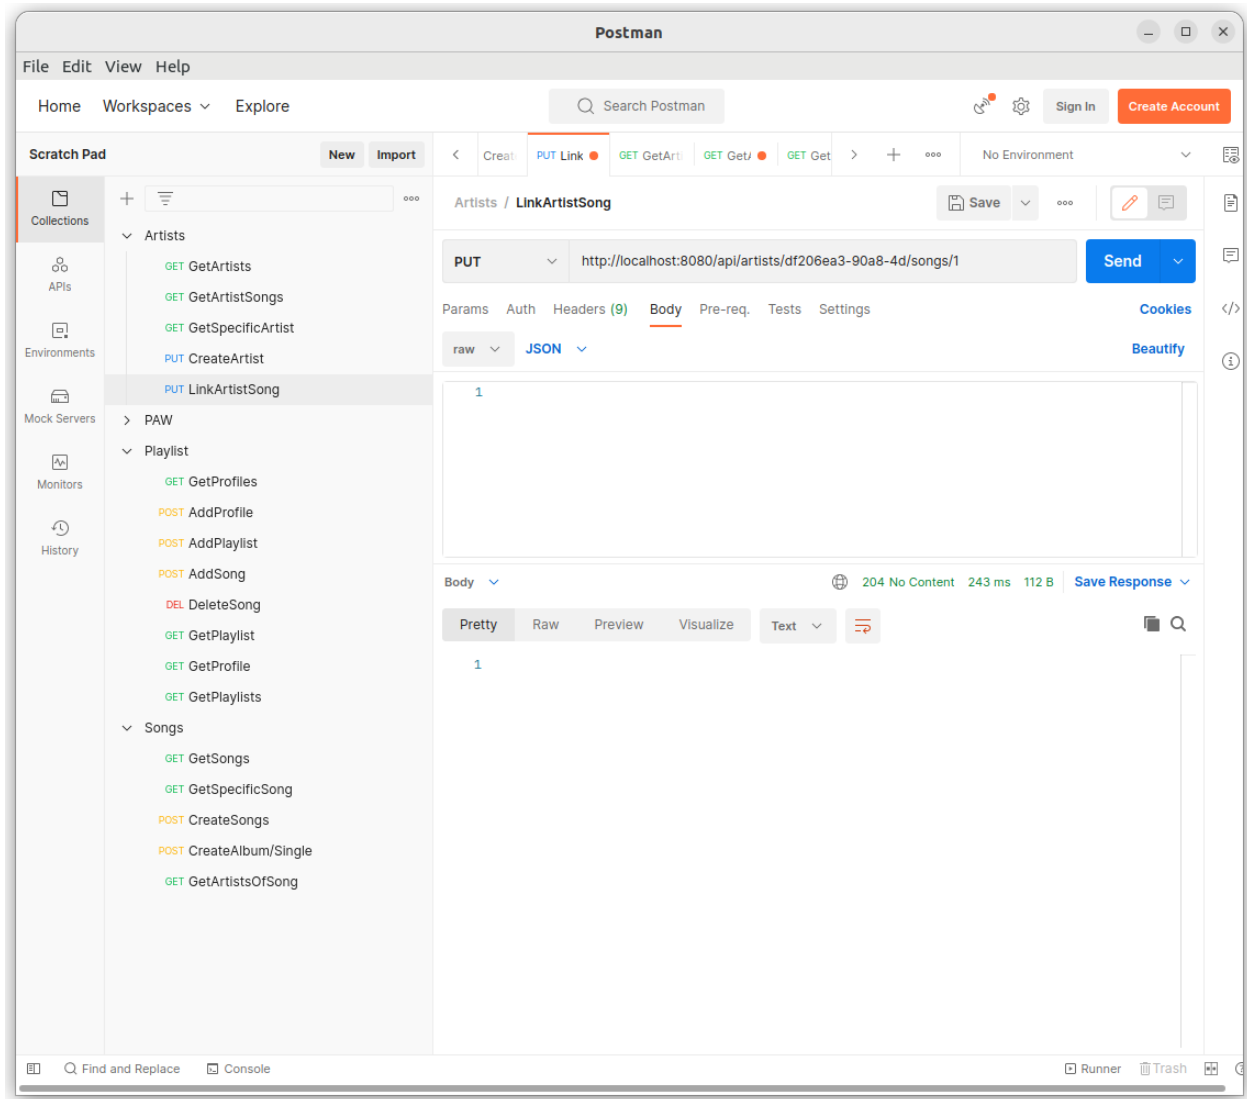 Postman
File Edit View Help
Home Workspaces Explore Search Postman Sign In Create Account
Scratch Pad New Import
Creat PUT Link GET GetArti GET GetA GET Get No Environment
Collections
APIs
Environments
Mock Servers
Monitors
History
Artists
GET GetArtists
GET GetArtistSongs
GET GetSpecificArtist
PUT CreateArtist
PUT LinkArtistSong
PAW
Playlist
GET GetProfiles
POST AddProfile
POST AddPlaylist
POST AddSong
DEL DeleteSong
GET GetPlaylist
GET GetProfile
GET GetPlaylists
Songs
GET GetSongs
GET GetSpecificSong
POST CreateSongs
POST CreateAlbum/Single
GET GetArtistsOfSong
Artists / LinkArtistSong Save
PUT http://localhost:8080/api/artists/df206ea3-90a8-4d/songs/1 Send
Params Auth Headers (9) Body Pre-req. Tests Settings Cookies
raw JSON Beautify
1
Body 204 No Content 243 ms 112 B Save Response
Pretty Raw Preview Visualize Text
1
Find and Replace Console Runner Trash